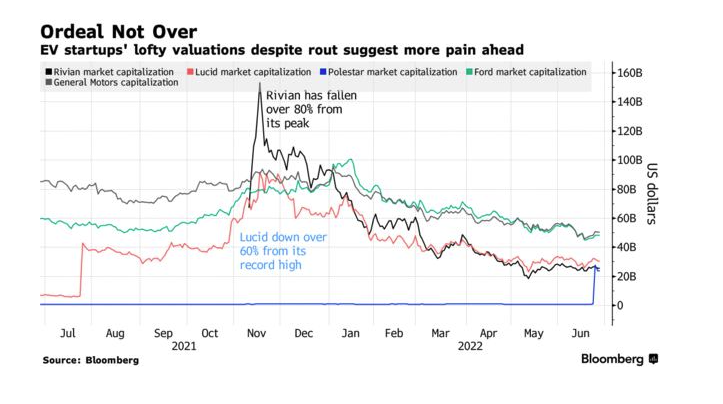 Ordeal Not Over
EV startups' lofty valuations despite rout suggest more pain ahead
Rivian market capitalization Lucid market capitalization Polestar market capitalization Ford market capitalization
General Motors capitalization
160B
Rivian has fallen
over 80% from
its peak
140B
120B
100B
80B
60B
40B
20B
0
US dollars
Lucid down over
60% from its
record high
Jul Aug Sep Oct Nov Dec Jan Feb Mar Apr May Jun
2021 2022
Source: Bloomberg
Bloomberg